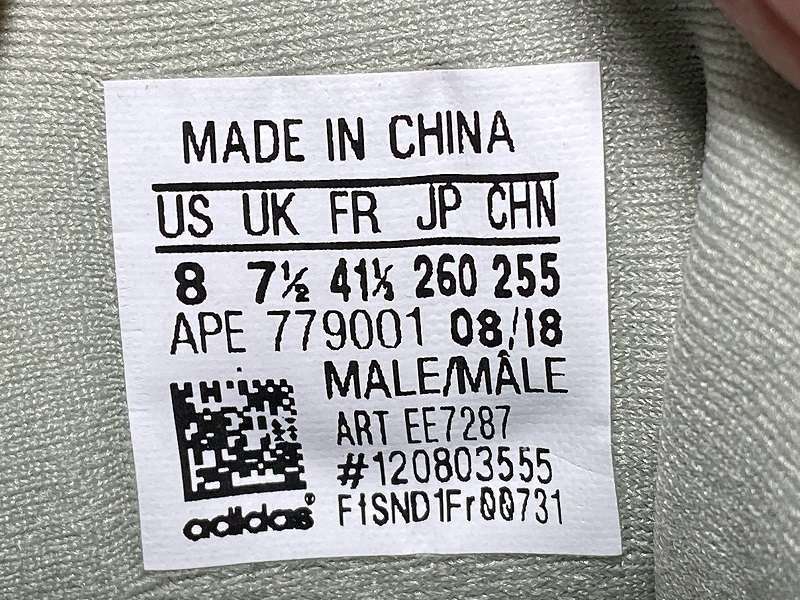 MADE IN CHINA
US UK FR JP CHN
8 7½ 41⅓ 260 255
APE 779001 08/18
MALE/MÂLE
ART EE7287
#120803555
F1SND1Fr00731
adidas®